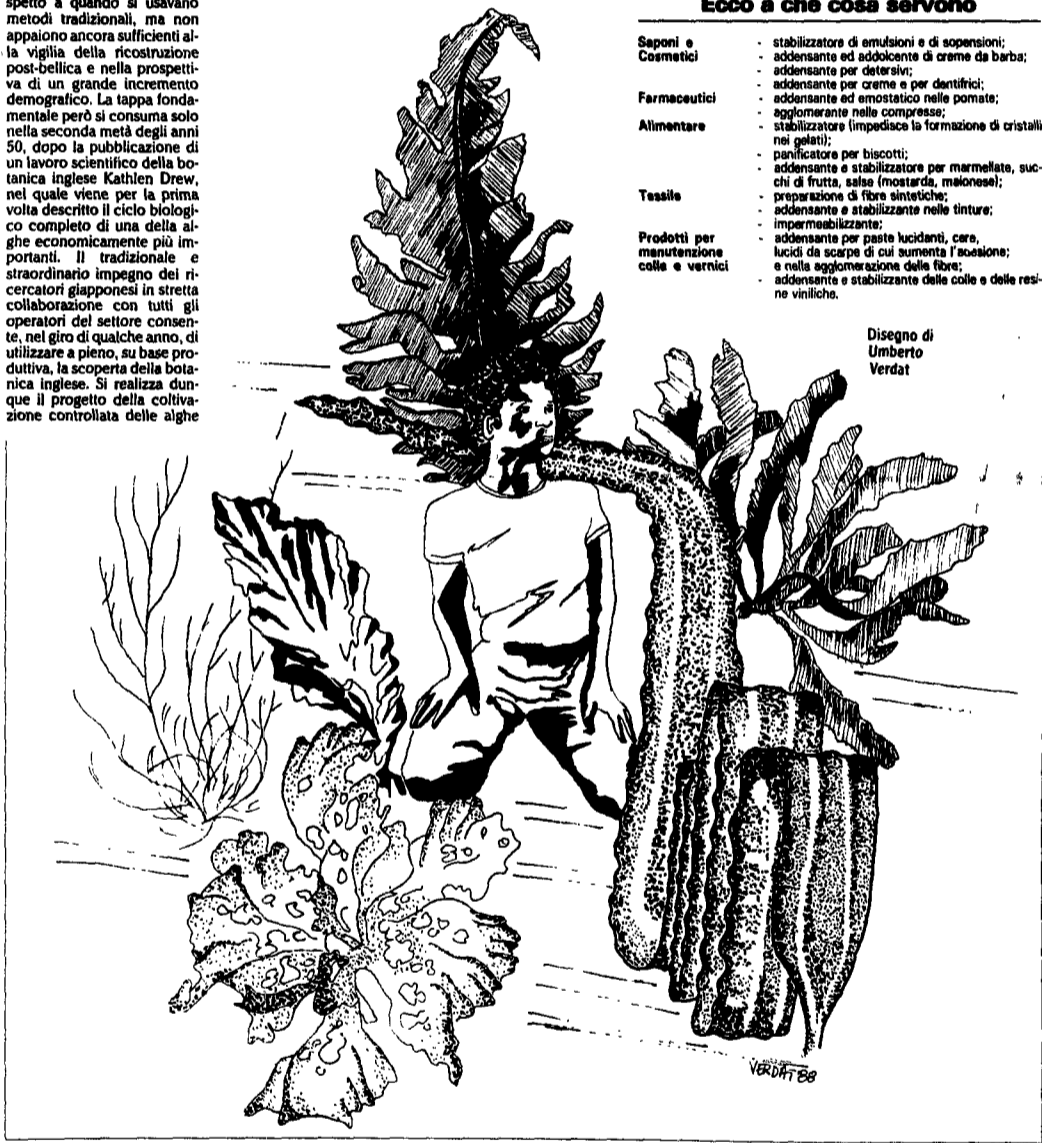 spetto a quando si usavano
metodi tradizionali, ma non
appaiono ancora sufficienti al-
la vigilia della ricostruzione
post-bellica e nella prospetti-
va di un grande incremento
demografico. La tappa fonda-
mentale però si consuma solo
nella seconda metà degli anni
50, dopo la pubblicazione di
un lavoro scientifico della bo-
tanica inglese Kathlen Drew,
nel quale viene per la prima
volta descritto il ciclo biologi-
co completo di una della al-
ghe economicamente più im-
portanti. Il tradizionale e
straordinario impegno dei ri-
cercatori giapponesi in stretta
collaborazione con tutti gli
operatori del settore consen-
te, nel giro di qualche anno, di
utilizzare a pieno, su base pro-
duttiva, la scoperta della bota-
nica inglese. Si realizza dun-
que il progetto della coltiva-
zione controllata delle alghe
Ecco a che cosa servono
Saponi e Cosmetici
- stabilizzatore di emulsioni e di sopensioni;
- addensante ed addolcante di creme da barba;
- addensante per detersivi;
- addensante per creme e per dentifrici;
Farmaceutici
- addensante ed emostatico nelle pomate;
- agglomerante nelle compresse;
Alimentare
- stabilizzatore (impedisce la formazione di cristalli
nei gelati);
- panificatore per biscotti;
- addensante e stabilizzatore per marmellate, suc-
chi di frutta, salse (mostarda, maionese);
Tessile
- preparazione di fibre sintetiche;
- addensante e stabilizzante nelle tinture;
- impermeabilizzante;
Prodotti per
manutenzione
colle e vernici
- addensante per paste lucidanti, cere,
lucidi da scarpe di cui aumenta l'adesione;
e nella agglomerazione delle fibre;
- addensante e stabilizzante delle colle e delle resi-
ne viniliche.
Disegno di
Umberto
Verdat
VERDAT 88